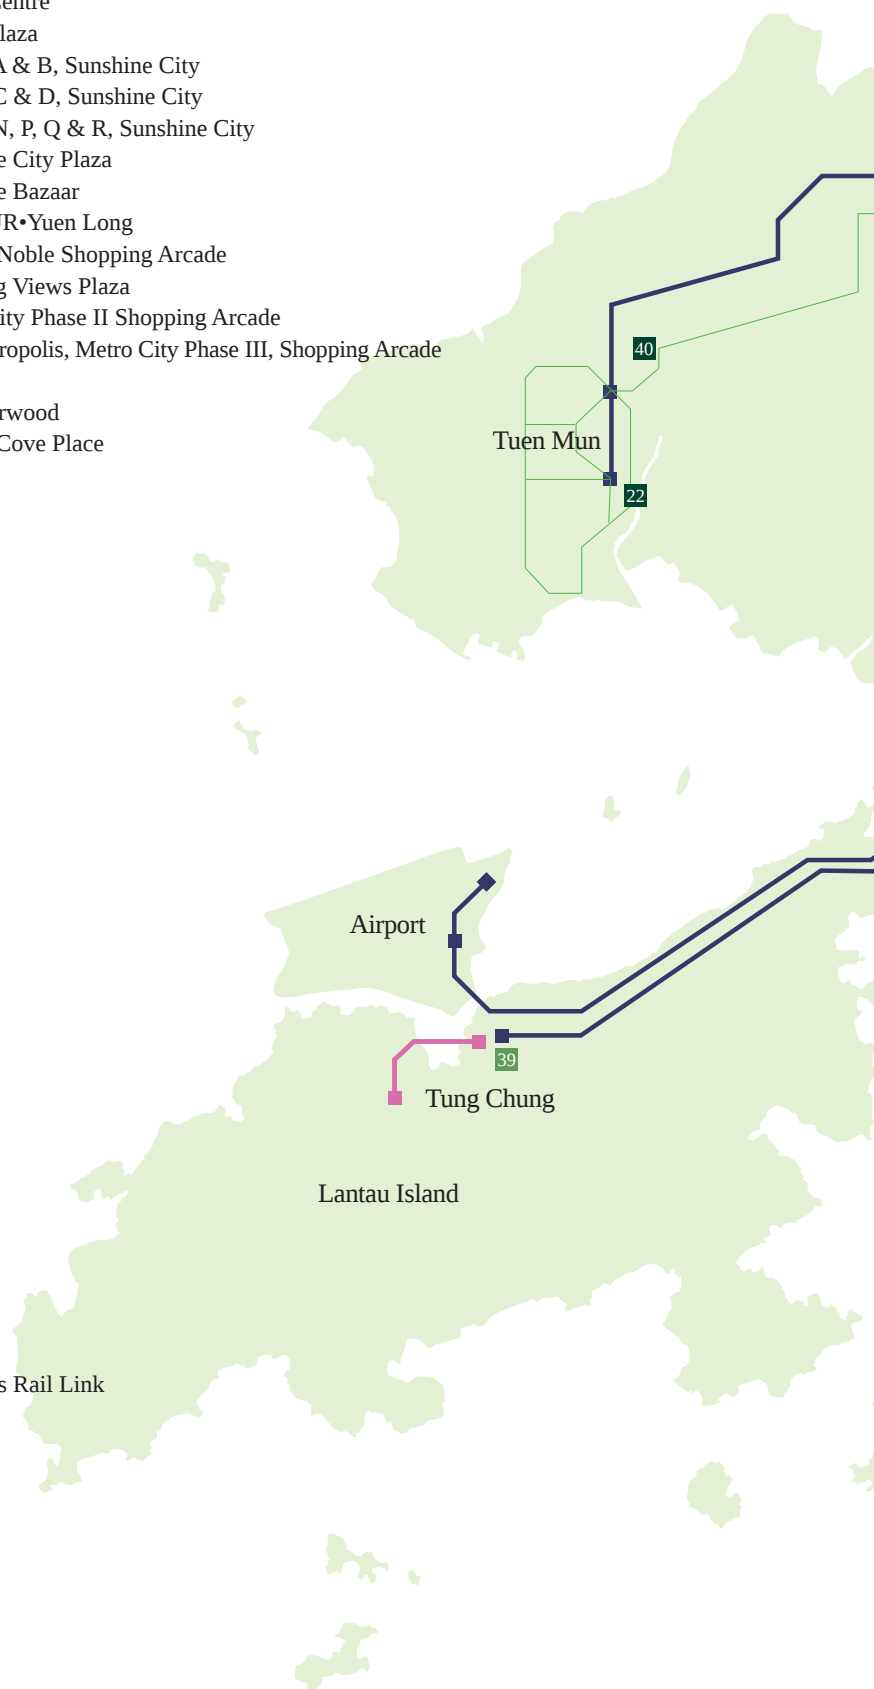 entre
laza
A & B, Sunshine City
C & D, Sunshine City
N, P, Q & R, Sunshine City
e City Plaza
e Bazaar
R•Yuen Long
Noble Shopping Arcade
g Views Plaza
ity Phase II Shopping Arcade
ropolis, Metro City Phase III, Shopping Arcade
40
rwood
Tuen Mun
Cove Place
22
Airport
39
Tung Chung
Lantau Island
s Rail Link